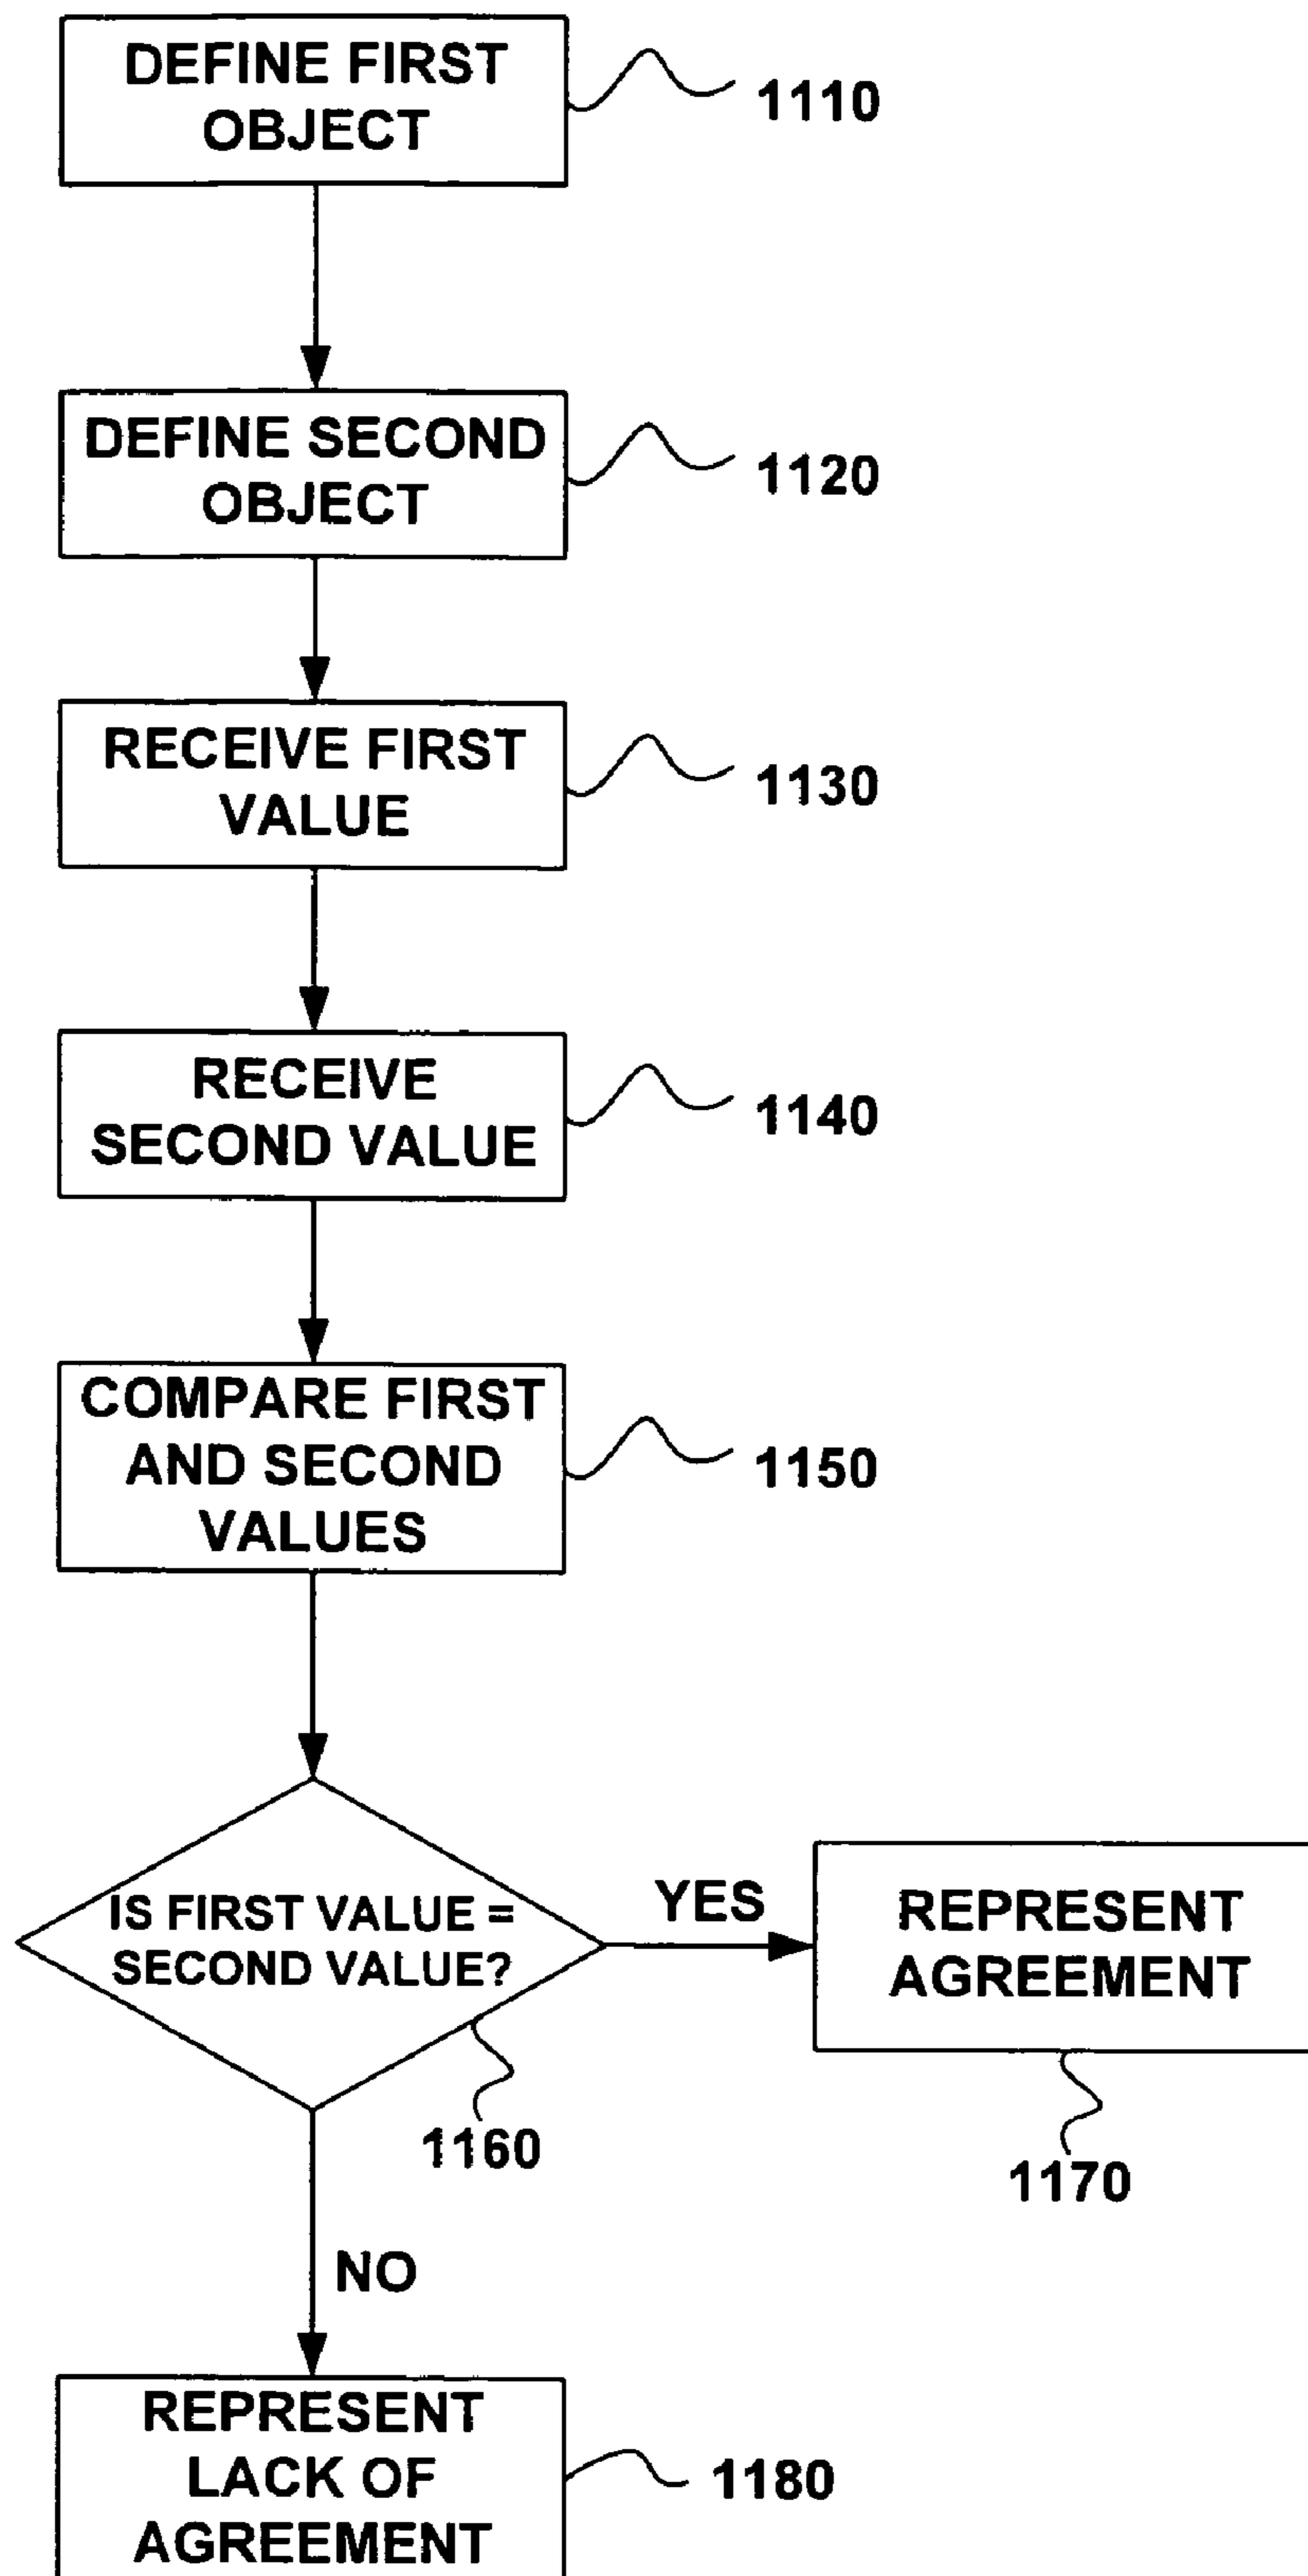 DEFINE FIRST
OBJECT
1110
DEFINE SECOND
OBJECT
1120
RECEIVE FIRST
VALUE
1130
RECEIVE
SECOND VALUE
1140
COMPARE FIRST
AND SECOND
VALUES
1150
IS FIRST VALUE =
SECOND VALUE?
1160
YES
REPRESENT
AGREEMENT
1170
NO
REPRESENT
LACK OF
AGREEMENT
1180